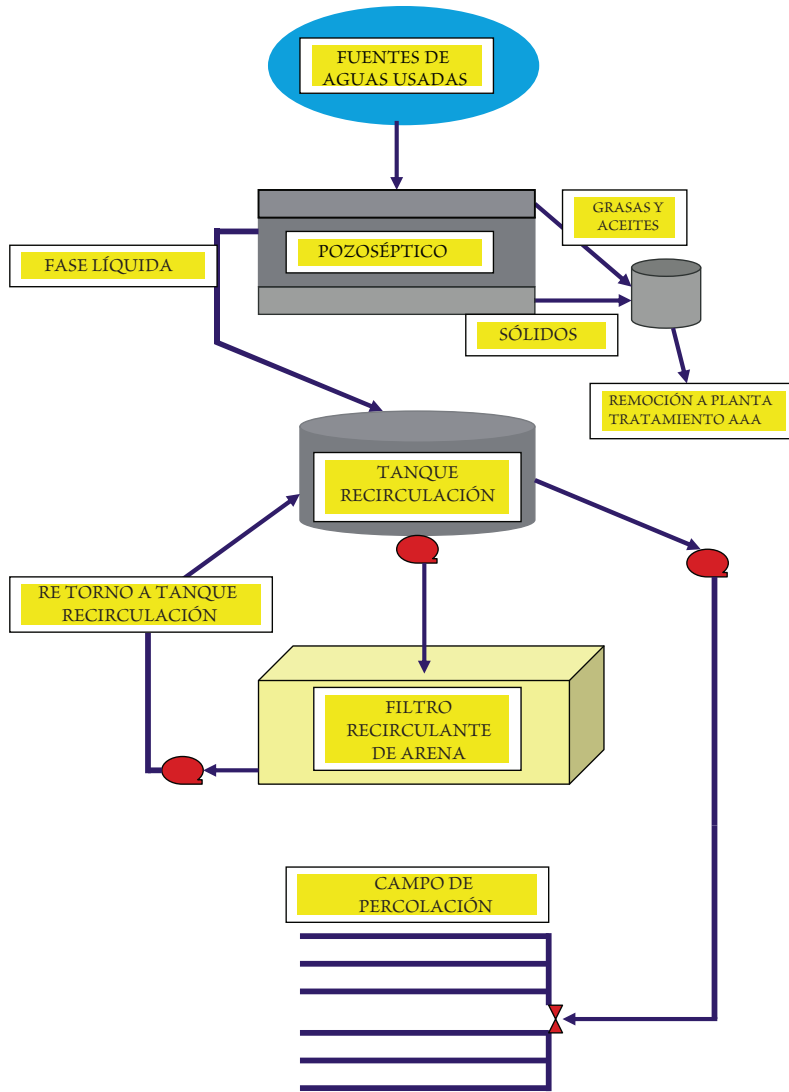 FUENTES DE
AGUAS USADAS
GRASAS Y
ACEITES
FASE LÍQUIDA
POZOSÉPTICO
SÓLIDOS
REMOCIÓN A PLANTA
TRATAMIENTO AAA
TANQUE
RECIRCULACIÓN
RE TORNO A TANQUE
RECIRCULACIÓN
FILTRO
RECIRCULANTE
DE ARENA
CAMPO DE
PERCOLACIÓN